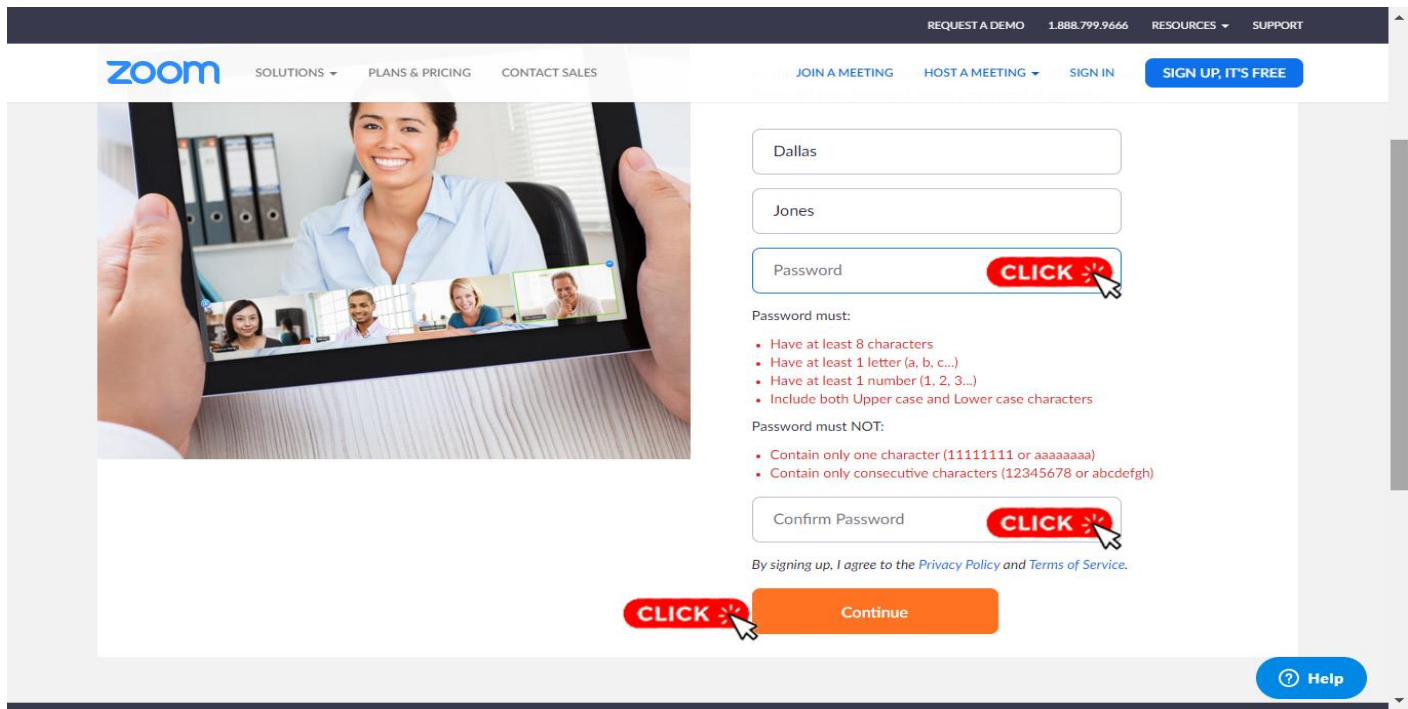 REQUEST A DEMO 1.888.799.9666 RESOURCES SUPPORT
zoom SOLUTIONS PLANS & PRICING CONTACT SALES JOIN A MEETING HOST A MEETING SIGN IN SIGN UP, IT'S FREE
Dallas
Jones
Password CLICK
Password must:
• Have at least 8 characters
• Have at least 1 letter (a, b, c...)
• Have at least 1 number (1, 2, 3...)
• Include both Upper case and Lower case characters
Password must NOT:
• Contain only one character (11111111 or aaaaaaaa)
• Contain only consecutive characters (12345678 or abcdefgh)
Confirm Password CLICK
By signing up, I agree to the Privacy Policy and Terms of Service.
CLICK Continue
Help